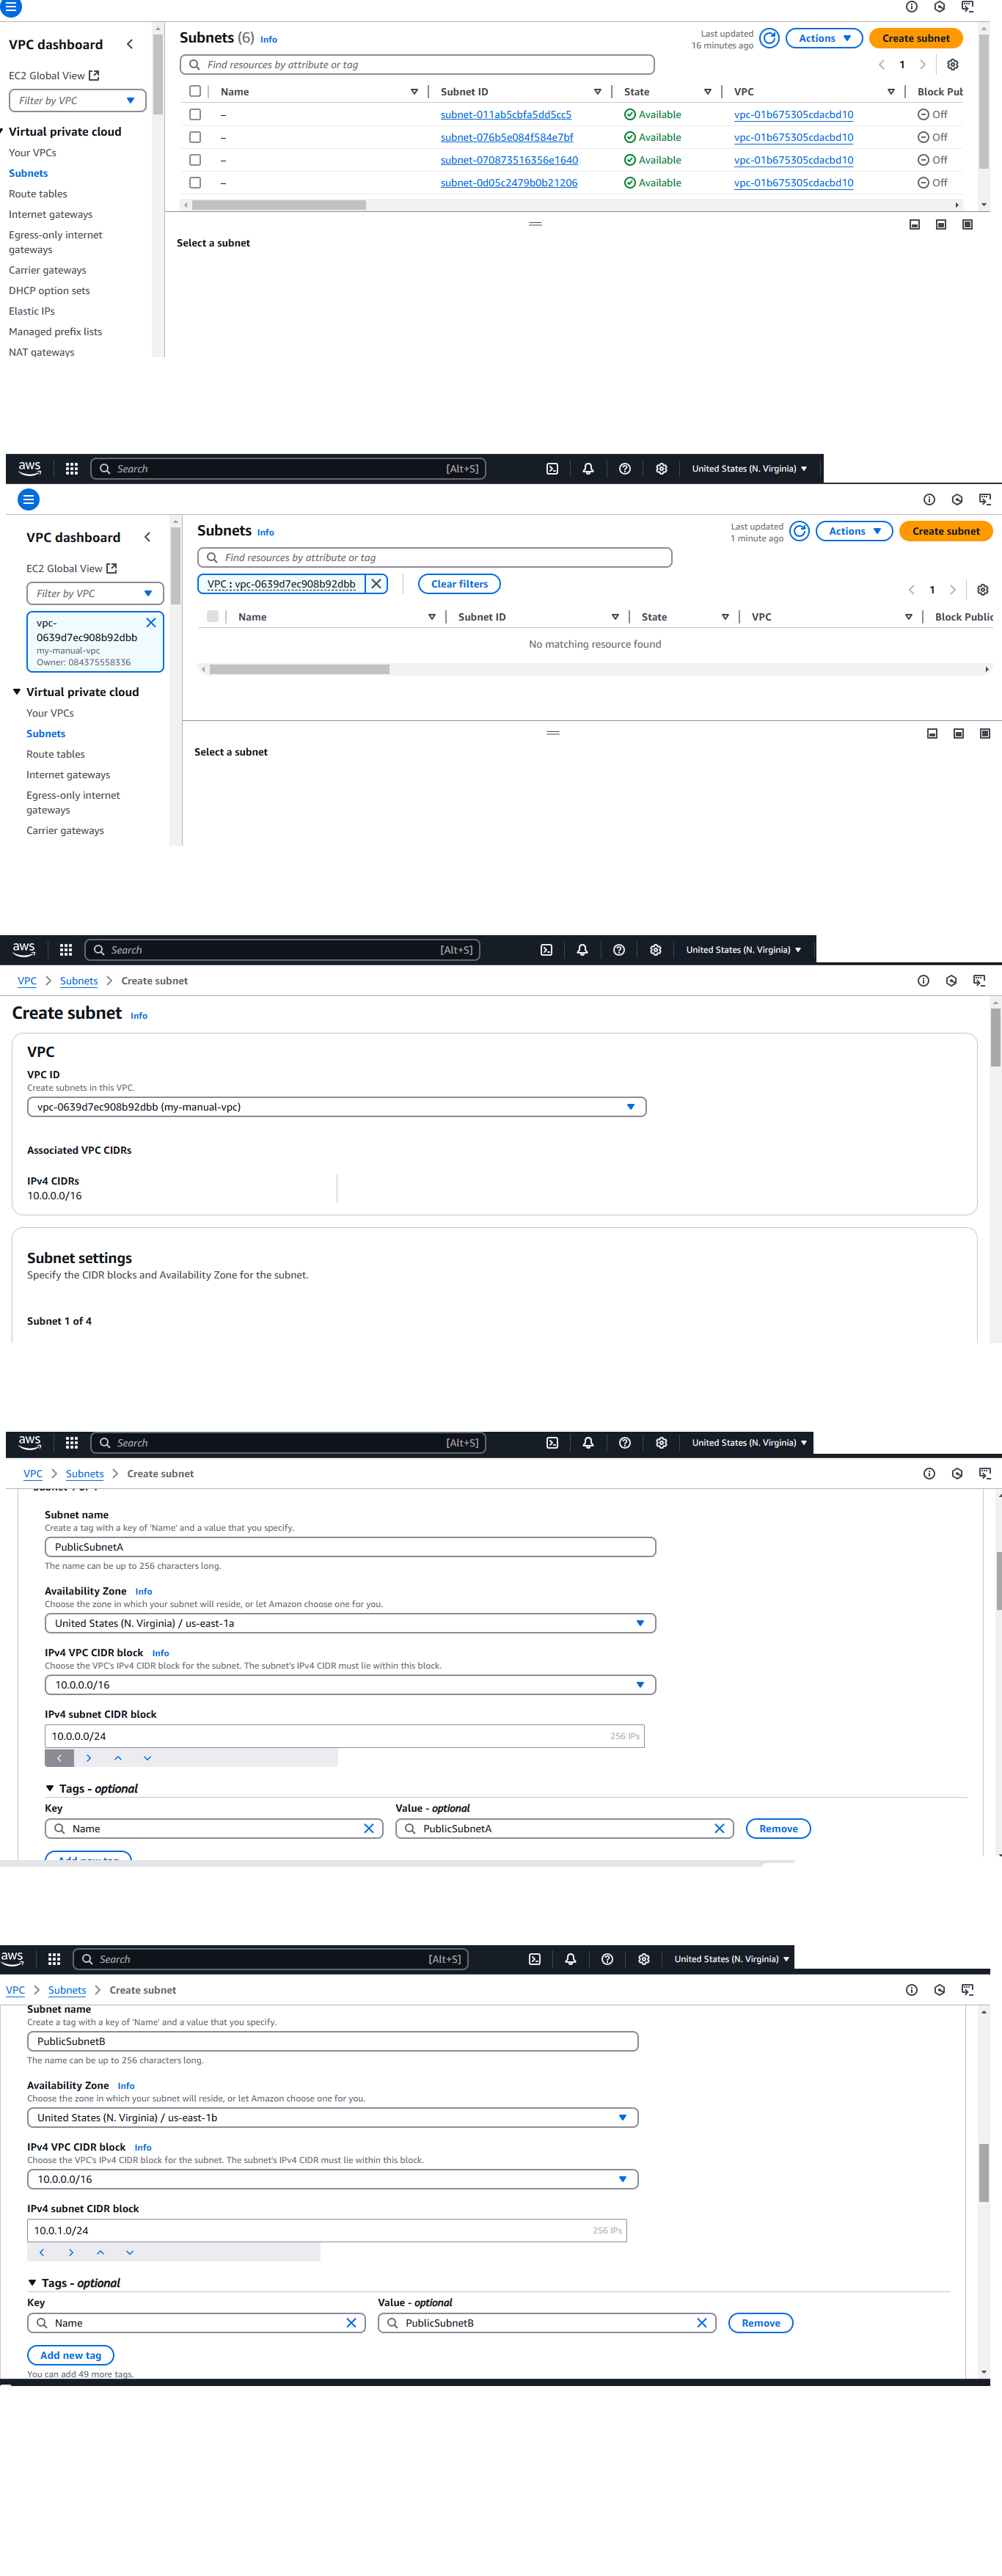 VPC dashboard
EC2 Global View
Filter by VPC
Virtual private cloud
Your VPCs
Subnets
Route tables
Internet gateways
Egress-only internet
gateways
Carrier gateways
DHCP option sets
Elastic IPs
Managed prefix lists
NAT gateways
Subnets (6) Info
Last updated
16 minutes ago
Actions
Create subnet
Find resources by attribute or tag
1
Name Subnet ID State VPC Block Pub
– subnet-011ab5cbfa5dd5cc5 Available vpc-01b675305cdacbd10 Off
– subnet-076b5e084f584e7bf Available vpc-01b675305cdacbd10 Off
– subnet-070873516356e1640 Available vpc-01b675305cdacbd10 Off
– subnet-0d05c2479b0b21206 Available vpc-01b675305cdacbd10 Off
Select a subnet
aws Search [Alt+S] United States (N. Virginia)
VPC dashboard
EC2 Global View
Filter by VPC
vpc-
0639d7ec908b92dbb
my-manual-vpc
Owner: 084375558336
Virtual private cloud
Your VPCs
Subnets
Route tables
Internet gateways
Egress-only internet
gateways
Carrier gateways
Subnets Info
Last updated
1 minute ago
Actions
Create subnet
Find resources by attribute or tag
VPC : vpc-0639d7ec908b92dbb
Clear filters
1
Name Subnet ID State VPC Block Public
No matching resource found
Select a subnet
aws Search [Alt+S] United States (N. Virginia)
VPC Subnets Create subnet
Create subnet Info
VPC
VPC ID
Create subnets in this VPC.
vpc-0639d7ec908b92dbb (my-manual-vpc)
Associated VPC CIDRs
IPv4 CIDRs
10.0.0.0/16
Subnet settings
Specify the CIDR blocks and Availability Zone for the subnet.
Subnet 1 of 4
aws Search [Alt+S] United States (N. Virginia)
VPC Subnets Create subnet
Subnet name
Create a tag with a key of 'Name' and a value that you specify.
PublicSubnetA
The name can be up to 256 characters long.
Availability Zone Info
Choose the zone in which your subnet will reside, or let Amazon choose one for you.
United States (N. Virginia) / us-east-1a
IPv4 VPC CIDR block Info
Choose the VPC's IPv4 CIDR block for the subnet. The subnet's IPv4 CIDR must lie within this block.
10.0.0.0/16
IPv4 subnet CIDR block
10.0.0.0/24 256 IPs
Tags - optional
Key Value - optional
Name PublicSubnetA Remove
Add new tag
aws Search [Alt+S] United States (N. Virginia)
VPC Subnets Create subnet
Subnet name
Create a tag with a key of 'Name' and a value that you specify.
PublicSubnetB
The name can be up to 256 characters long.
Availability Zone Info
Choose the zone in which your subnet will reside, or let Amazon choose one for you.
United States (N. Virginia) / us-east-1b
IPv4 VPC CIDR block Info
Choose the VPC's IPv4 CIDR block for the subnet. The subnet's IPv4 CIDR must lie within this block.
10.0.0.0/16
IPv4 subnet CIDR block
10.0.1.0/24 256 IPs
Tags - optional
Key Value - optional
Name PublicSubnetB Remove
Add new tag
You can add 49 more tags.